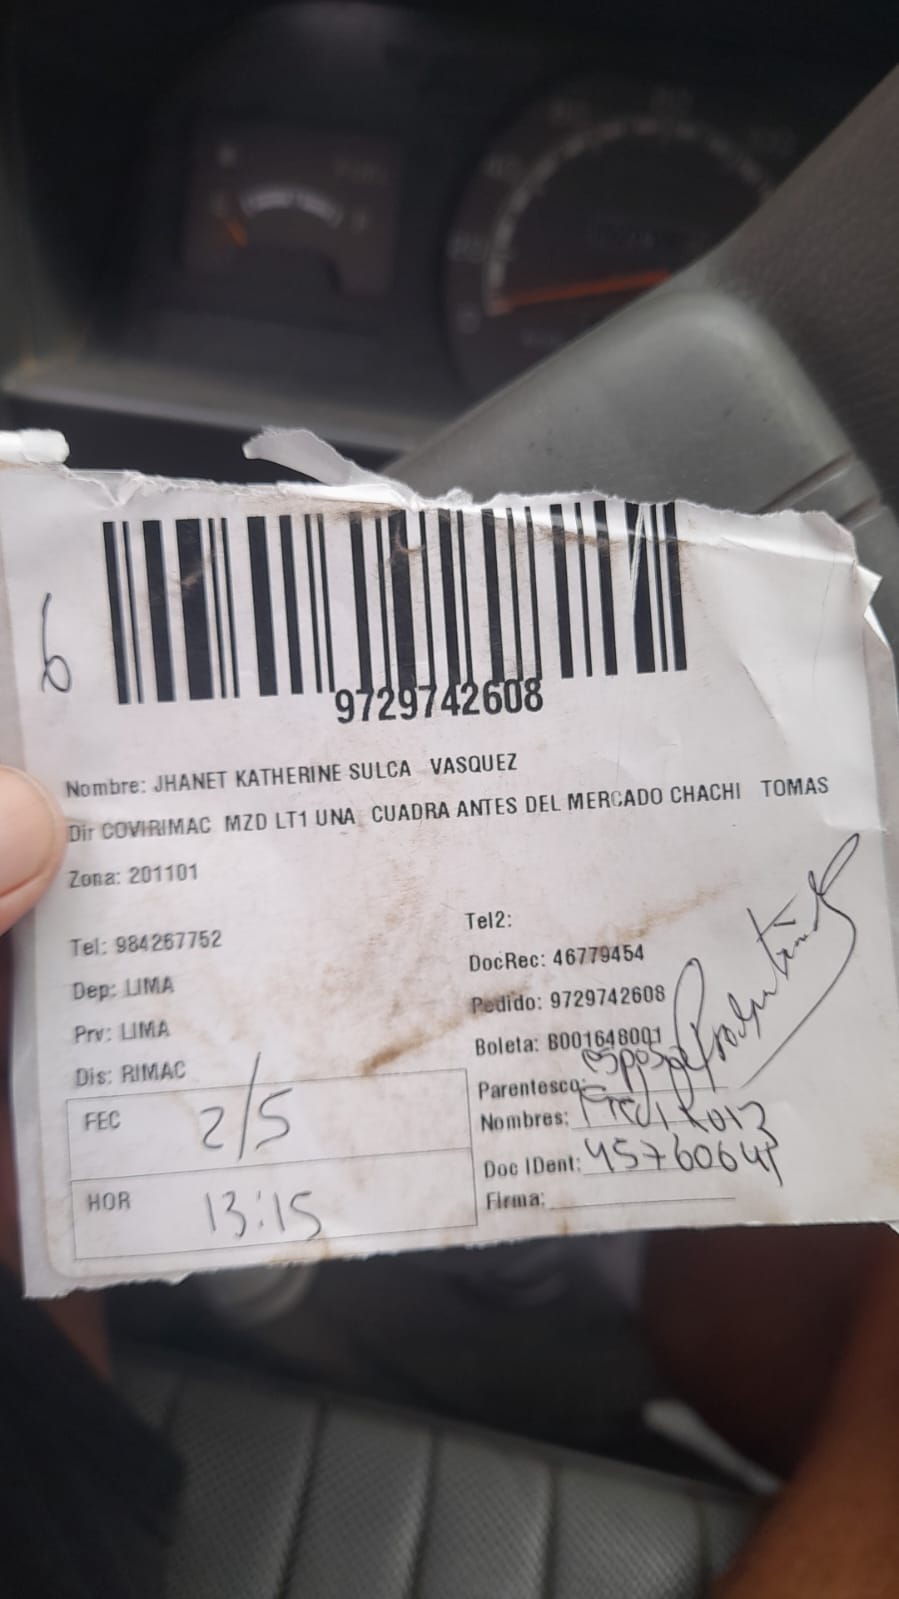 6
9729742608
Nombre: JHANET KATHERINE SULCA VASQUEZ
Dir COVIRIMAC MZD LT1 UNA CUADRA ANTES DEL MERCADO CHACHI TOMAS
Zona: 201101
Tel: 984267752
Dep: LIMA
Prv: LIMA
Dis: RIMAC
FEC 2/5
HOR 13:15
Tel2:
DocRec: 46779454
Pedido: 9729742608
Boleta: B001648001
Parentesco: esposo
Nombres:
Doc IDent: 45760641
Firma: